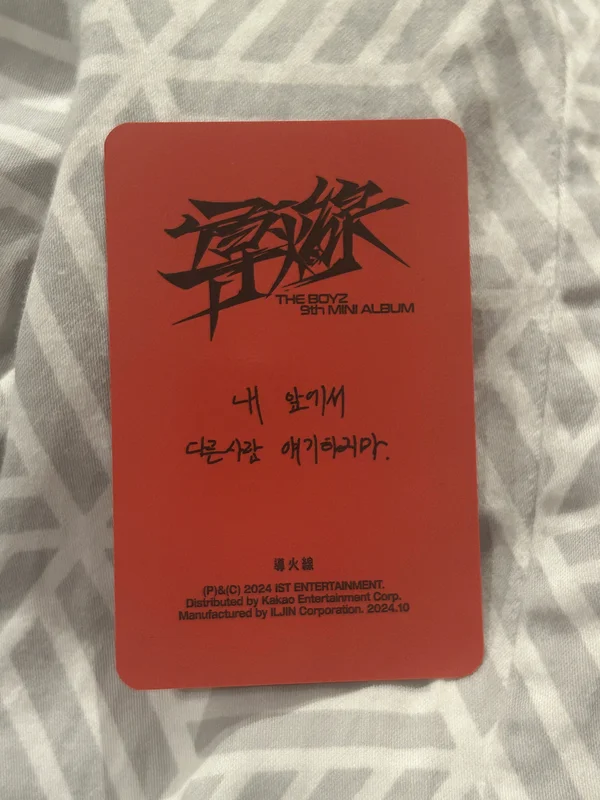 導火線
THE BOYZ
9th MINI ALBUM
내 앞에서
다른사람 얘기하지마.
導火線
(P)&(C) 2024 IST ENTERTAINMENT.
Distributed by Kakao Entertainment Corp.
Manufactured by ILJIN Corporation. 2024.10